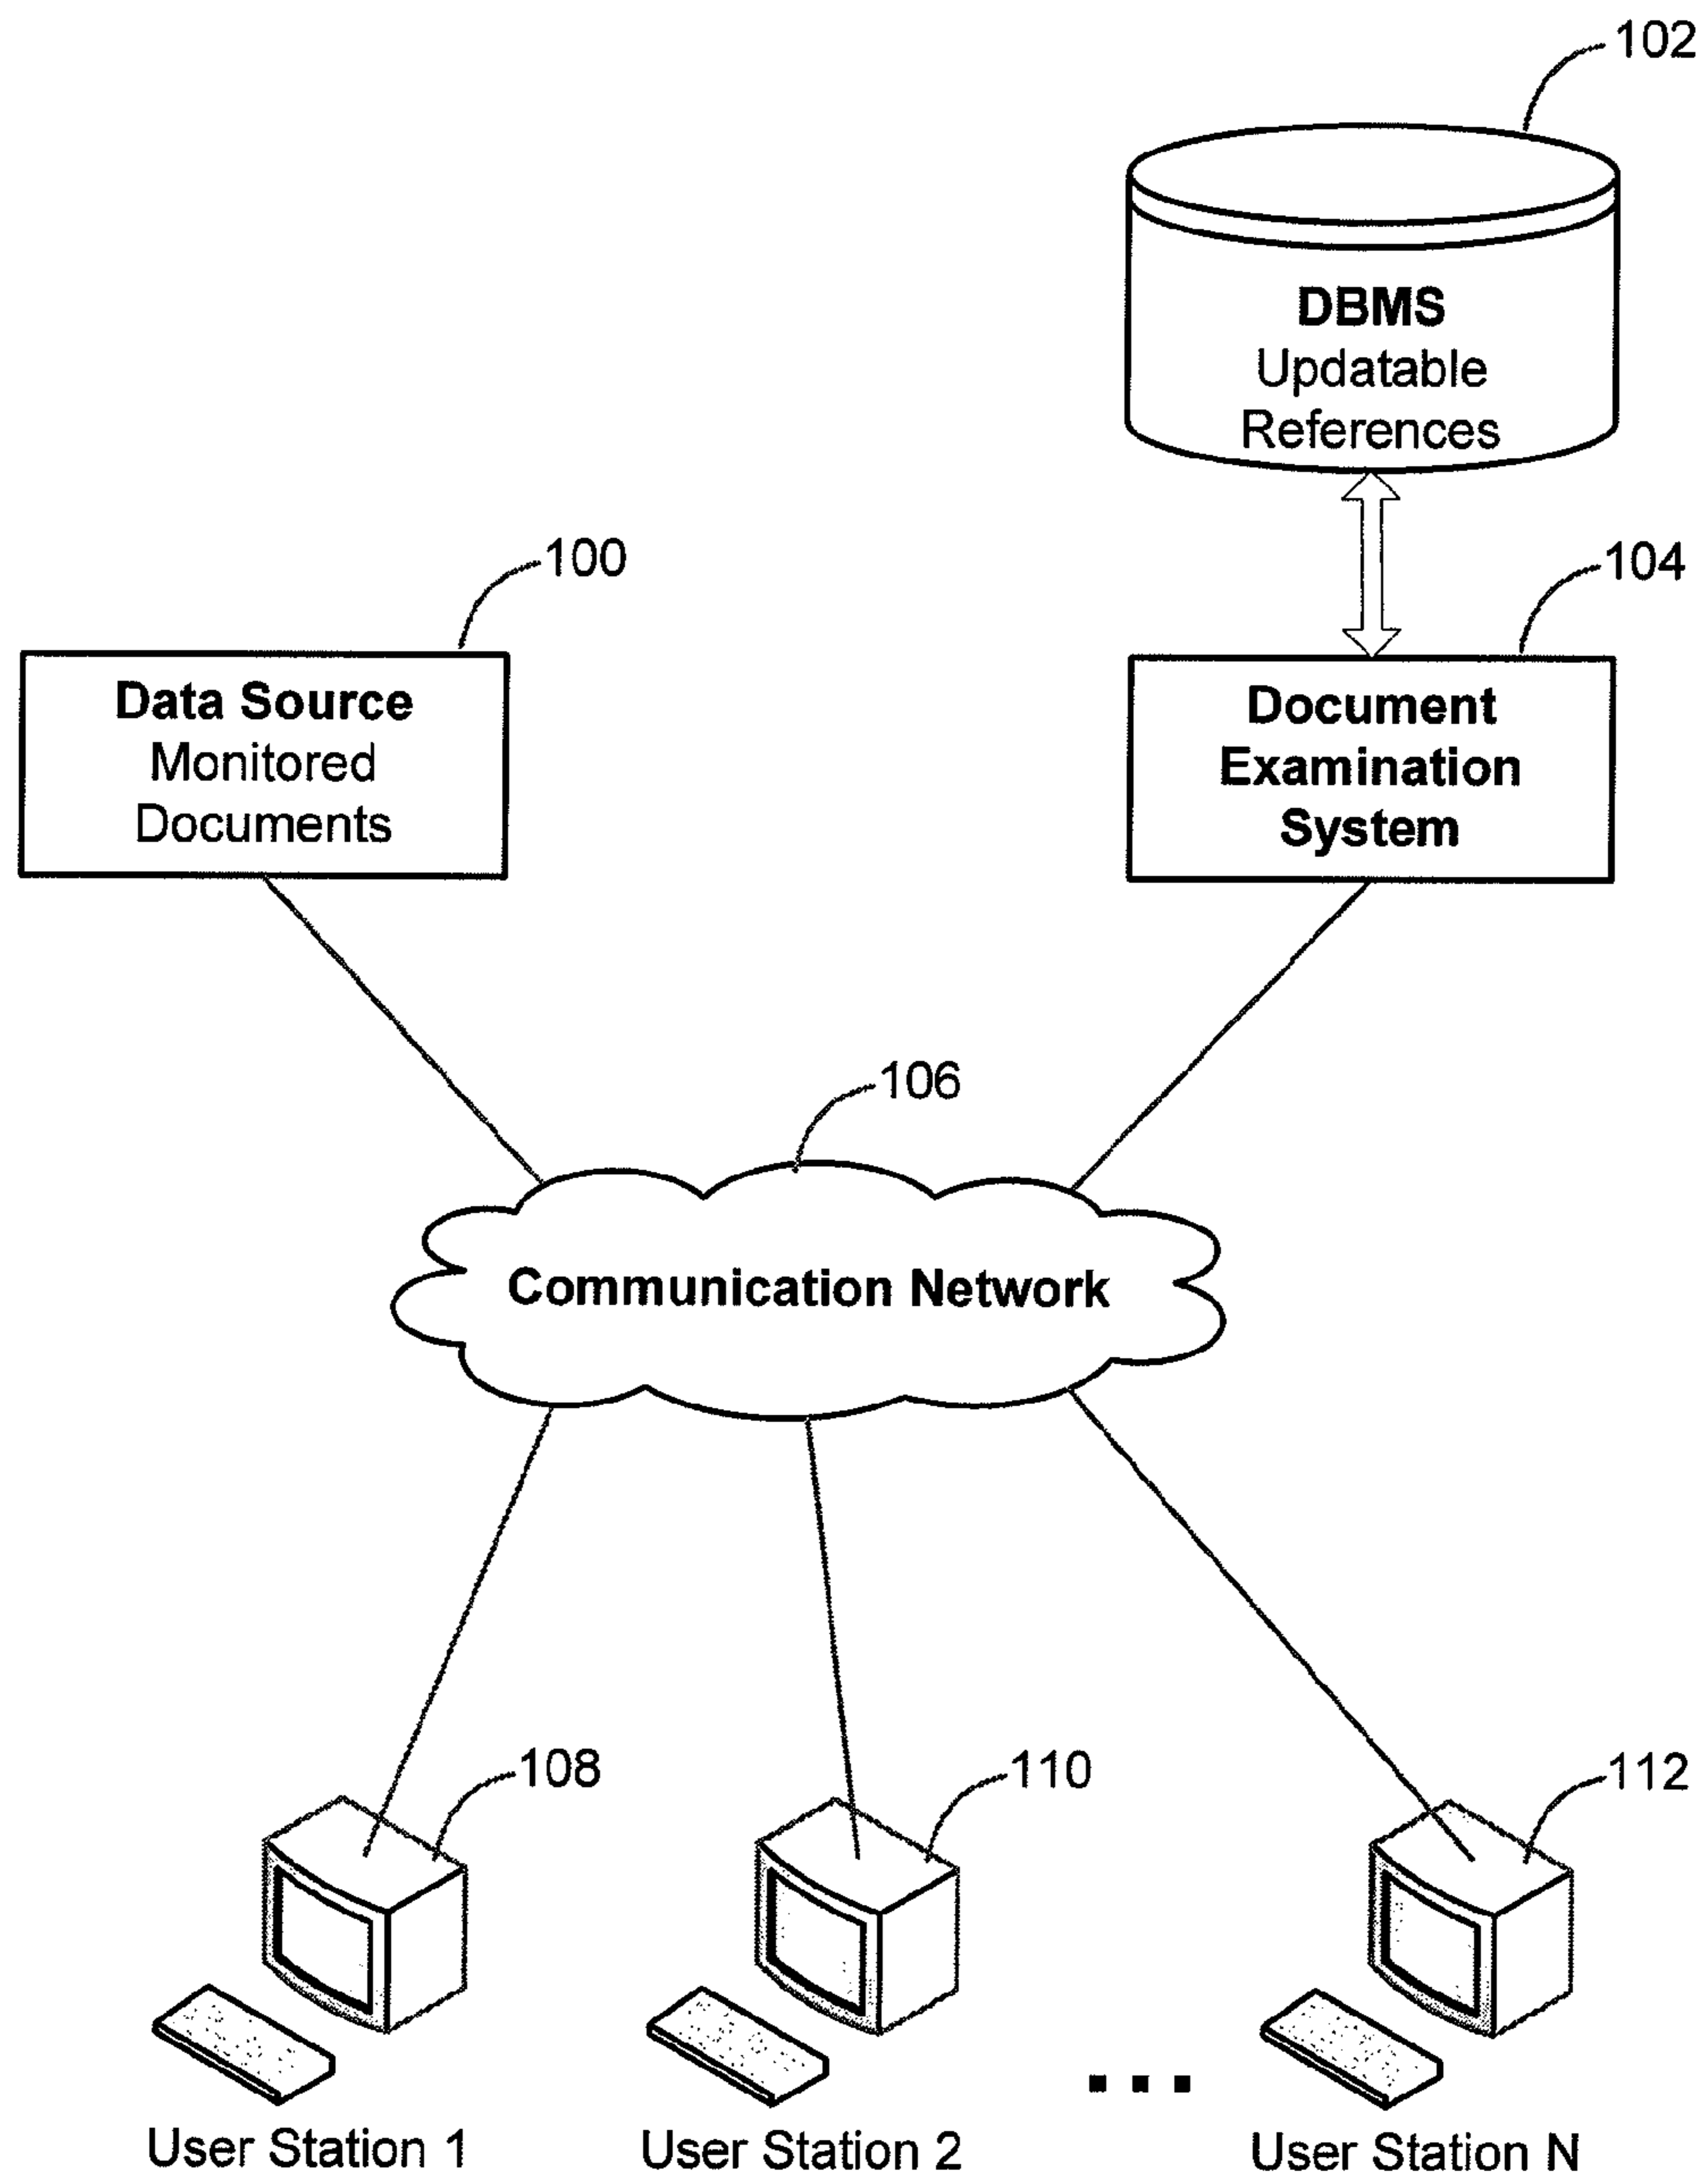 102
DBMS
Updatable
References
100
104
Data Source
Monitored
Documents
Document
Examination
System
106
Communication Network
108
110
112
User Station 1
User Station 2
...
User Station N